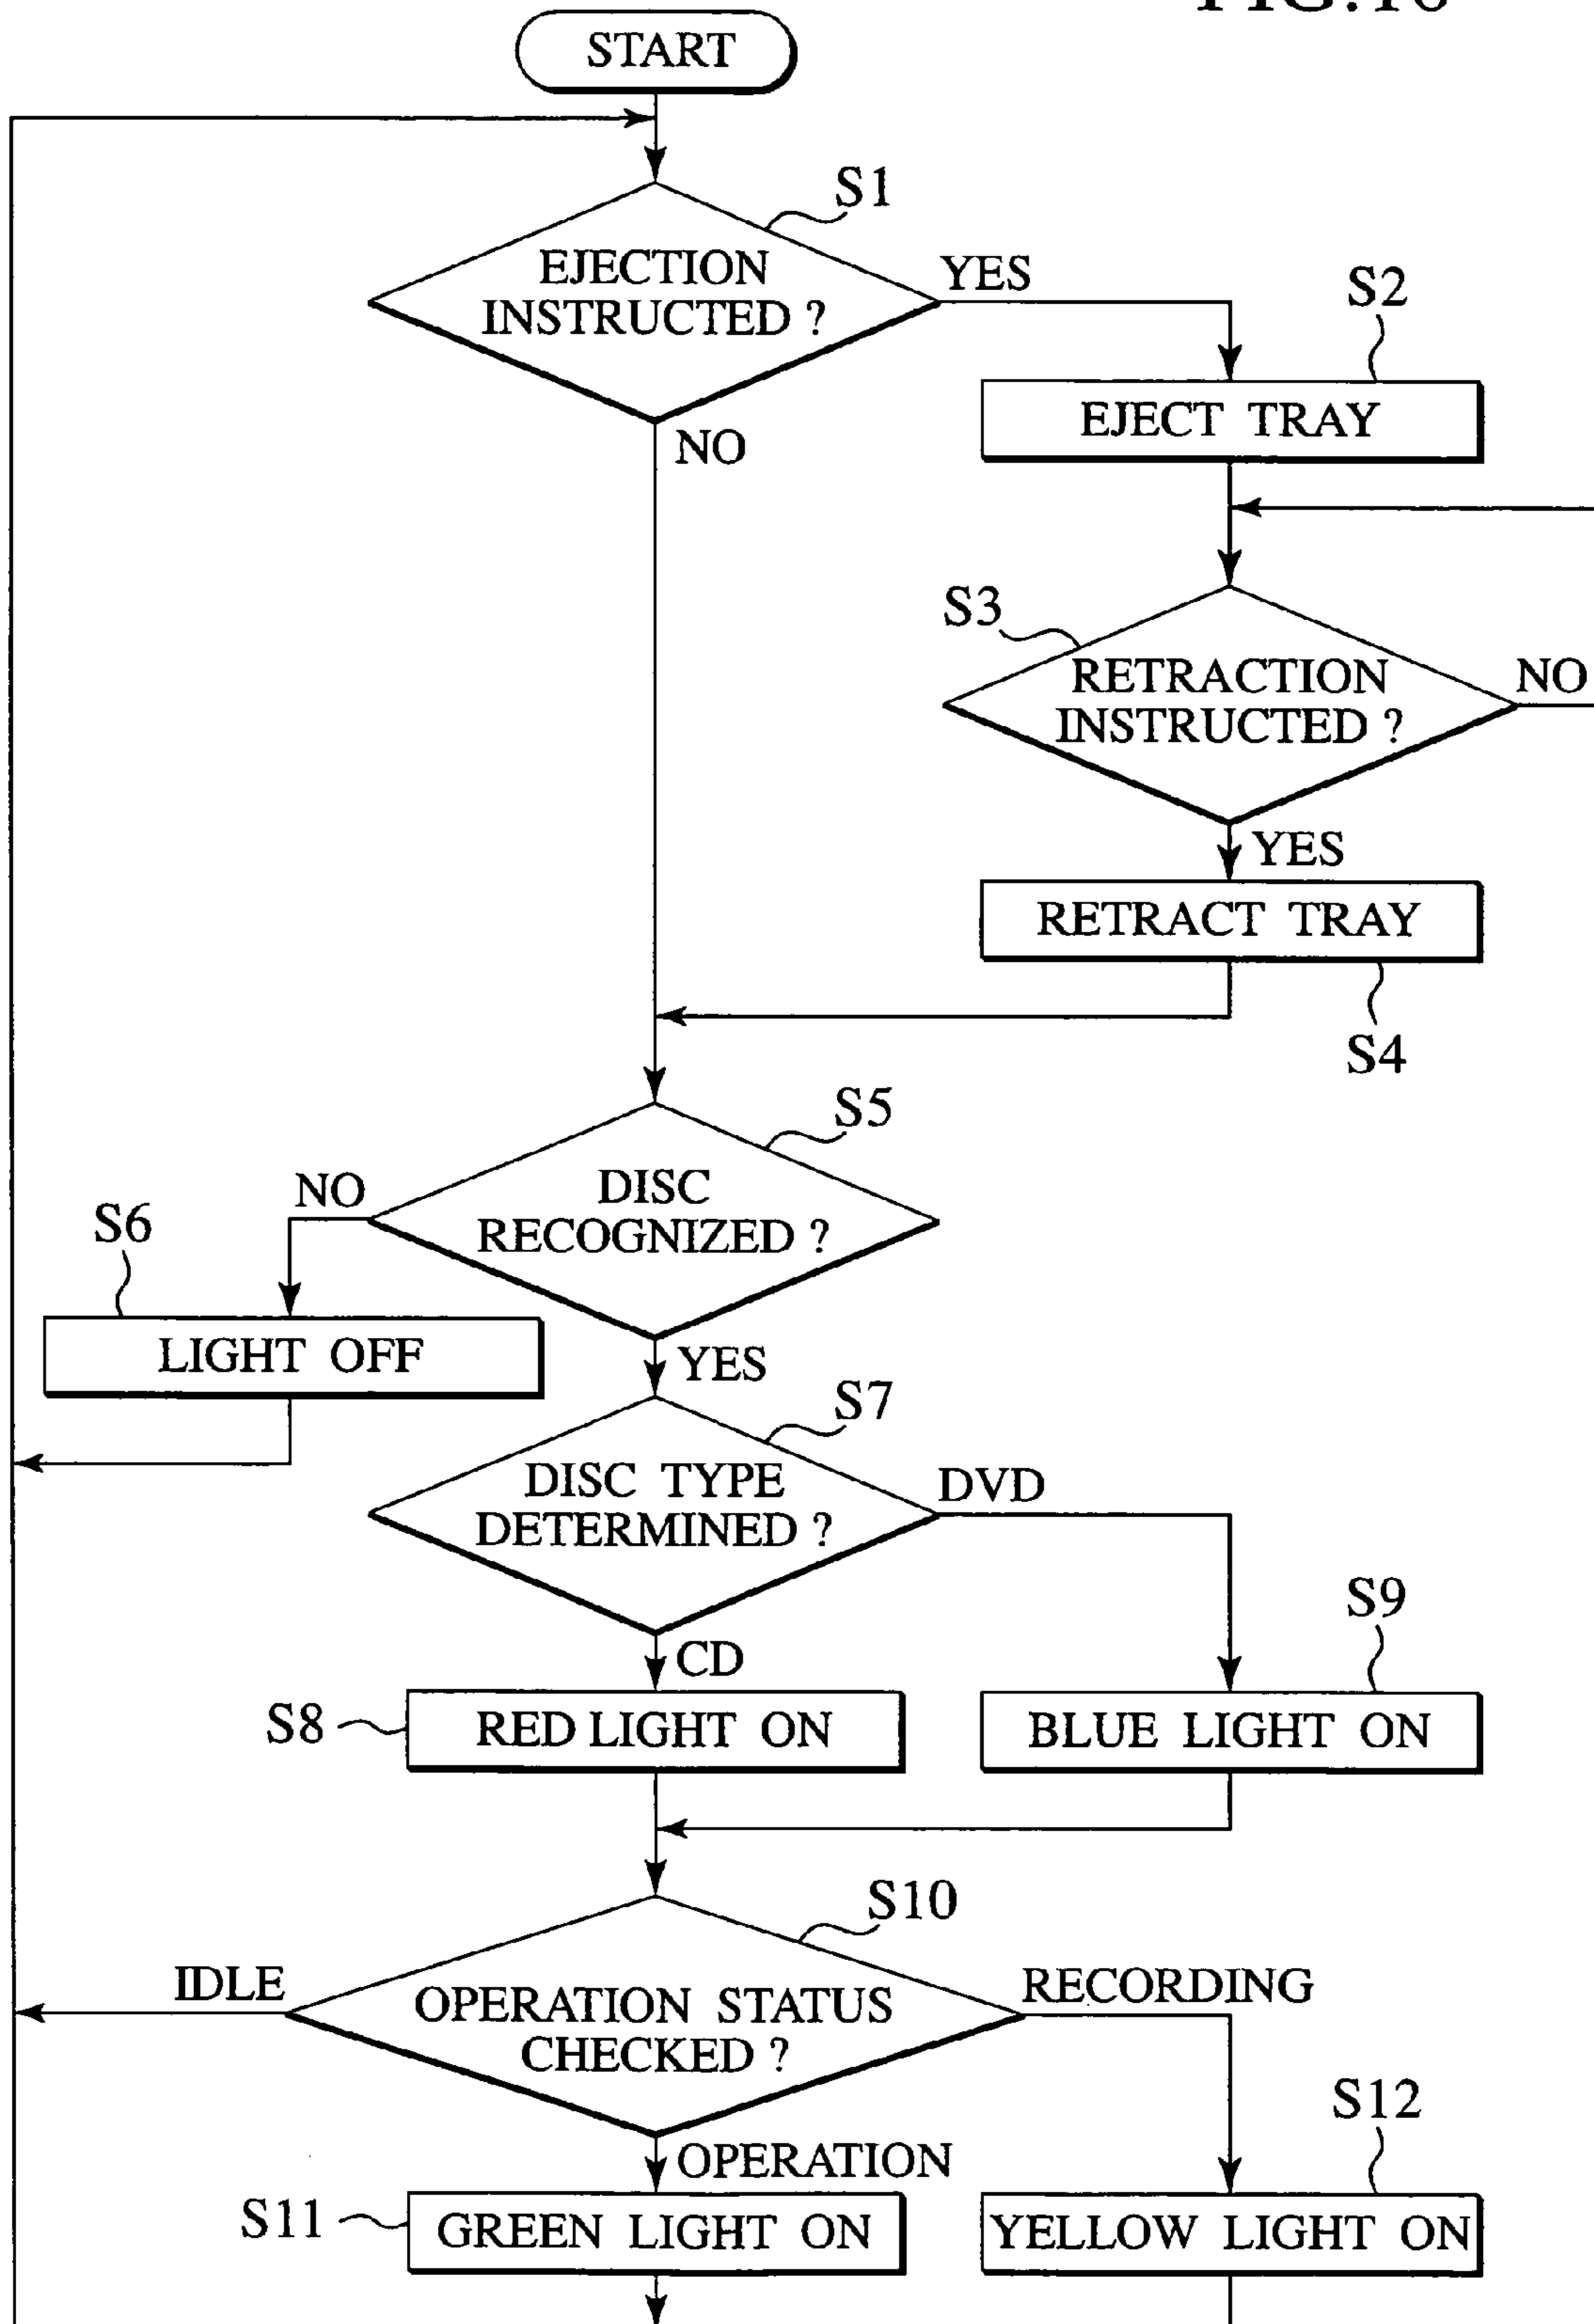 START
S1
EJECTION
INSTRUCTED ?
YES
S2
EJECT TRAY
NO
S3
RETRACTION
INSTRUCTED ?
NO
YES
RETRACT TRAY
S4
S5
DISC
RECOGNIZED ?
NO
S6
LIGHT OFF
YES
S7
DISC TYPE
DETERMINED ?
DVD
S9
CD
S8
RED LIGHT ON
BLUE LIGHT ON
S10
IDLE
OPERATION STATUS
CHECKED ?
RECORDING
S12
OPERATION
S11
GREEN LIGHT ON
YELLOW LIGHT ON